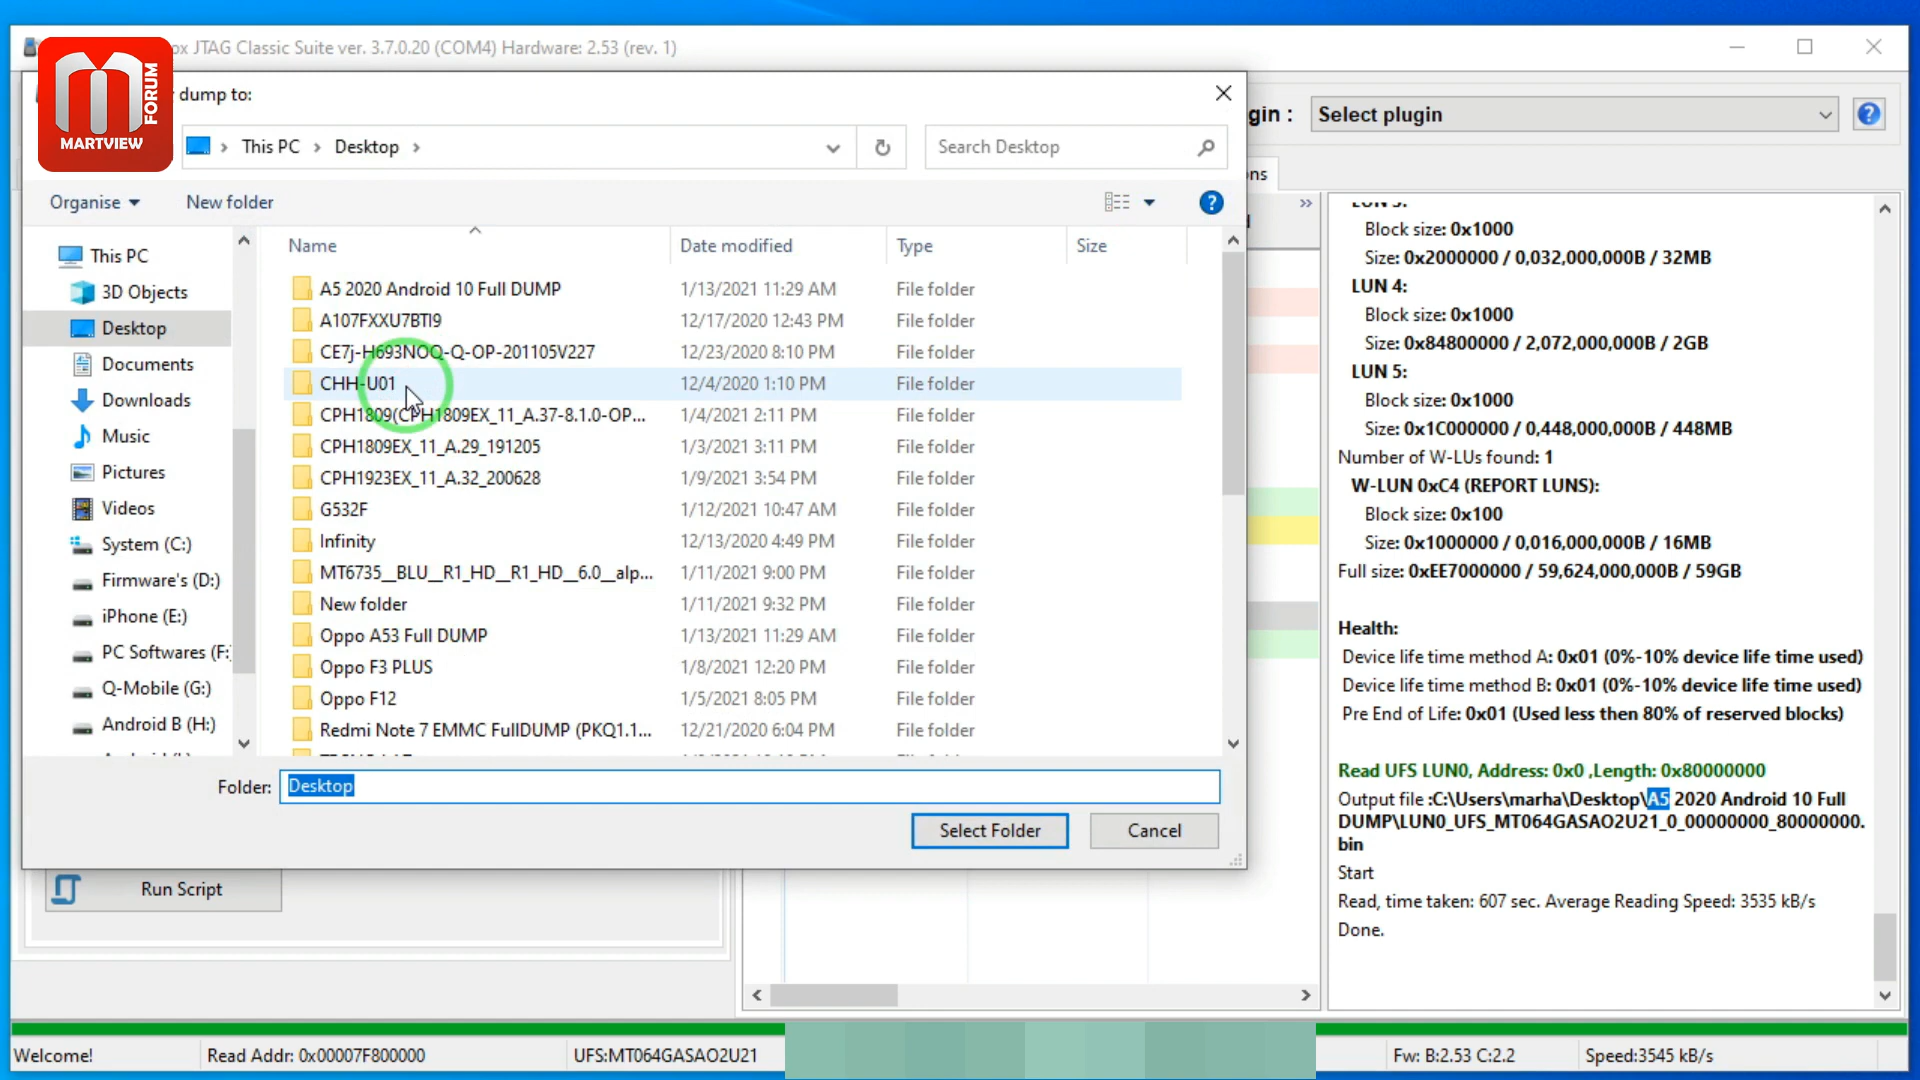 ox JTAG Classic Suite ver. 3.7.0.20 (COM4) Hardware: 2.53 (rev. 1)
MARTVIEW
FORUM
dump to:
This PC > Desktop >
Search Desktop
gin :
Select plugin
Organise
New folder
Name
Date modified
Type
Size
This PC
3D Objects
Desktop
Documents
Downloads
Music
Pictures
Videos
System (C:)
Firmware's (D:)
iPhone (E:)
PC Softwares (F:
Q-Mobile (G:)
Android B (H:)
A5 2020 Android 10 Full DUMP 1/13/2021 11:29 AM File folder
A107FXXU7BTI9 12/17/2020 12:43 PM File folder
CE7j-H693NOQ-Q-OP-201105V227 12/23/2020 8:10 PM File folder
CHH-U01 12/4/2020 1:10 PM File folder
CPH1809(CPH1809EX_11_A.37-8.1.0-OP... 1/4/2021 2:11 PM File folder
CPH1809EX_11_A.29_191205 1/3/2021 3:11 PM File folder
CPH1923EX_11_A.32_200628 1/9/2021 3:54 PM File folder
G532F 1/12/2021 10:47 AM File folder
Infinity 12/13/2020 4:49 PM File folder
MT6735__BLU__R1_HD__R1_HD__6.0__alp... 1/11/2021 9:00 PM File folder
New folder 1/11/2021 9:32 PM File folder
Oppo A53 Full DUMP 1/13/2021 11:29 AM File folder
Oppo F3 PLUS 1/8/2021 12:20 PM File folder
Oppo F12 1/5/2021 8:05 PM File folder
Redmi Note 7 EMMC FullDUMP (PKQ1.1... 12/21/2020 6:04 PM File folder
Folder: Desktop
Select Folder
Cancel
Run Script
ons
Block size: 0x1000
Size: 0x2000000 / 0,032,000,000B / 32MB
LUN 4:
Block size: 0x1000
Size: 0x84800000 / 2,072,000,000B / 2GB
LUN 5:
Block size: 0x1000
Size: 0x1C000000 / 0,448,000,000B / 448MB
Number of W-LUs found: 1
W-LUN 0xC4 (REPORT LUNS):
Block size: 0x100
Size: 0x1000000 / 0,016,000,000B / 16MB
Full size: 0xEE7000000 / 59,624,000,000B / 59GB
Health:
Device life time method A: 0x01 (0%-10% device life time used)
Device life time method B: 0x01 (0%-10% device life time used)
Pre End of Life: 0x01 (Used less then 80% of reserved blocks)
Read UFS LUN0, Address: 0x0 ,Length: 0x80000000
Output file :C:\Users\marha\Desktop\A5 2020 Android 10 Full
DUMP\LUN0_UFS_MT064GASAO2U21_0_00000000_80000000.
bin
Start
Read, time taken: 607 sec. Average Reading Speed: 3535 kB/s
Done.
Welcome!
Read Addr: 0x00007F800000
UFS:MT064GASAO2U21
Fw: B:2.53 C:2.2
Speed:3545 kB/s